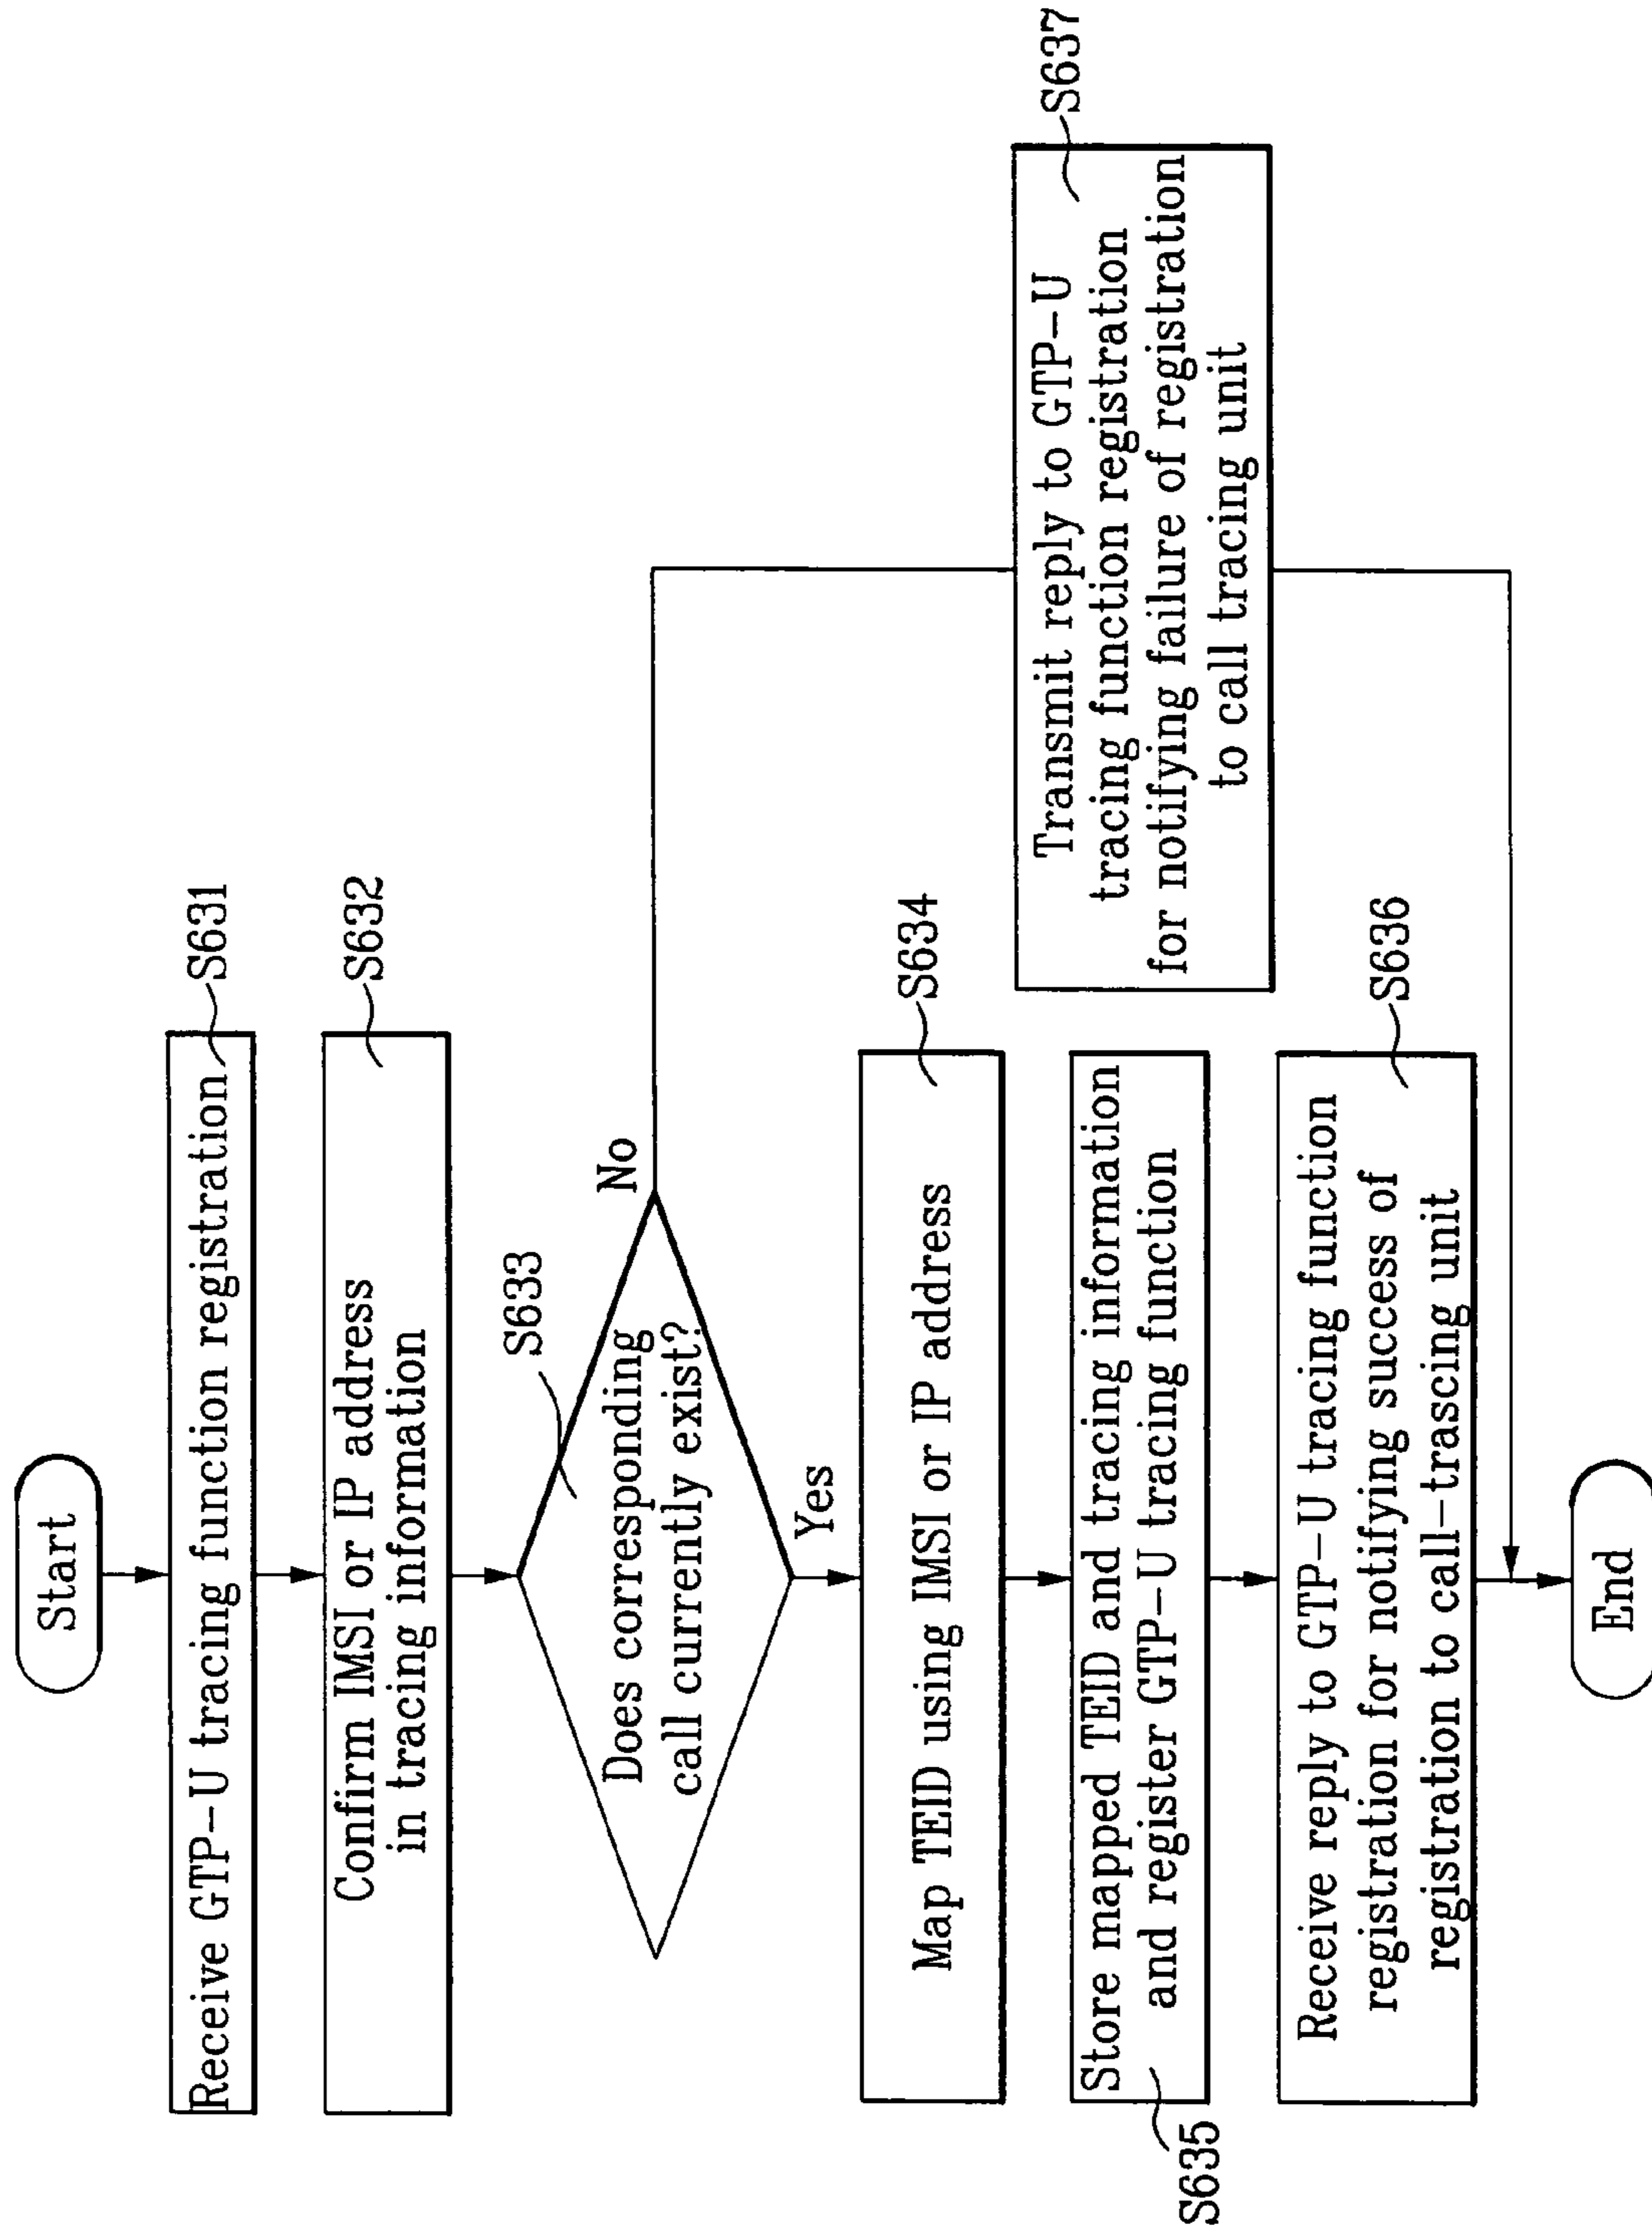 Start
Receive GTP-U tracing function registration
S631
Confirm IMSI or IP address
in tracing information
S632
S633
Does corresponding
call currently exist?
No
Yes
Map TEID using IMSI or IP address
S634
Store mapped TEID and tracing information
and register GTP-U tracing function
S635
Receive reply to GTP-U tracing function
registration for notifying success of
registration to call-trascing unit
S636
Transmit reply to GTP-U
tracing function registration
for notifying failure of registration
to call tracing unit
S637
End